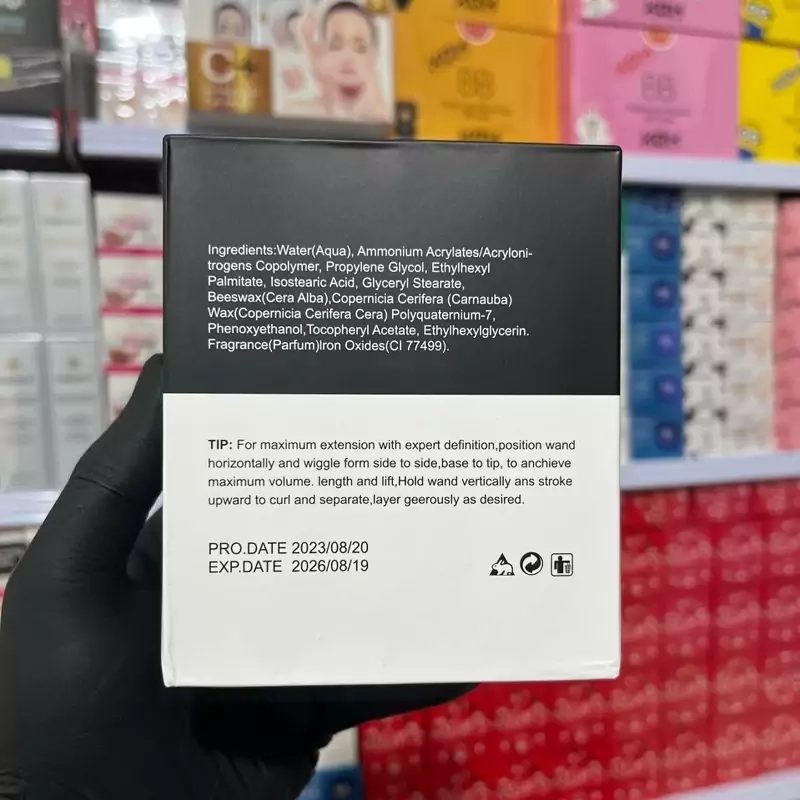 C+
Ingredients:Water(Aqua), Ammonium Acrylates/Acryloni-
trogens Copolymer, Propylene Glycol, Ethylhexyl
Palmitate, Isostearic Acid, Glyceryl Stearate,
Beeswax(Cera Alba),Copernicia Cerifera (Carnauba)
Wax(Copernicia Cerifera Cera) Polyquaternium-7,
Phenoxyethanol,Tocopheryl Acetate, Ethylhexylglycerin.
Fragrance(Parfum)Iron Oxides(CI 77499).
TIP: For maximum extension with expert definition,position wand
horizontally and wiggle form side to side,base to tip, to anchieve
maximum volume. length and lift,Hold wand vertically ans stroke
upward to curl and separate,layer geerously as desired.
PRO.DATE 2023/08/20
EXP.DATE 2026/08/19